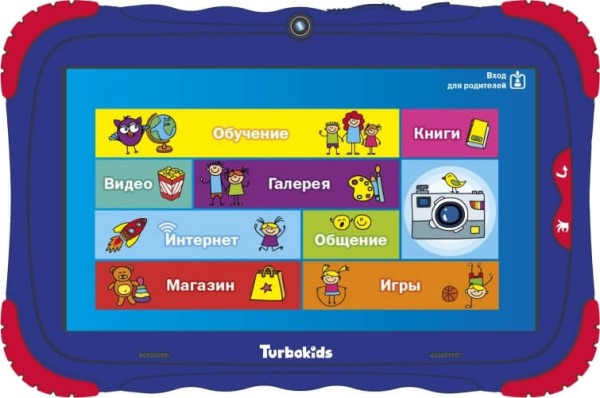 Вход
для родителей
Обучение
Книги
Видео
Галерея
Интернет
Общение
Магазин
Игры
Turbokids